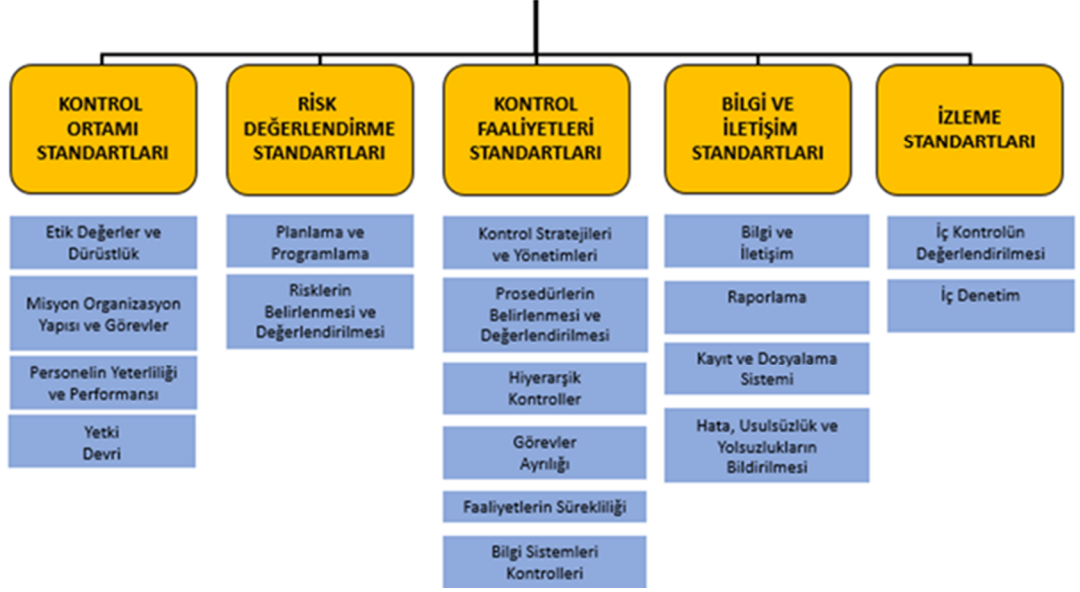 KONTROL
ORTAMI
STANDARTLARI
RİSK
DEĞERLENDİRME
STANDARTLARI
KONTROL
FAALİYETLERİ
STANDARTLARI
BİLGİ VE
İLETİŞİM
STANDARTLARI
İZLEME
STANDARTLARI
Etik Değerler ve
Dürüstlük
Misyon Organizasyon
Yapısı ve Görevler
Personelin Yeterliliği
ve Performansı
Yetki
Devri
Planlama ve
Programlama
Risklerin
Belirlenmesi ve
Değerlendirilmesi
Kontrol Stratejileri
ve Yönetimleri
Prosedürlerin
Belirlenmesi ve
Değerlendirilmesi
Hiyerarşik
Kontroller
Görevler
Ayrılığı
Faaliyetlerin Sürekliliği
Bilgi Sistemleri
Kontrolleri
Bilgi ve
İletişim
Raporlama
Kayıt ve Dosyalama
Sistemi
Hata, Usulsüzlük ve
Yolsuzlukların
Bildirilmesi
İç Kontrolün
Değerlendirilmesi
İç Denetim